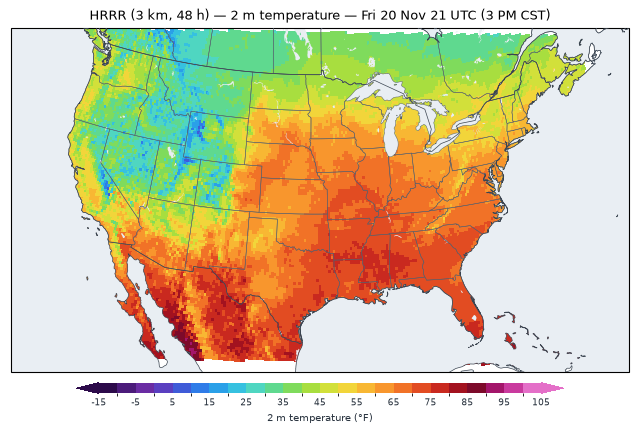 HRRR (3 km, 48 h) — 2 m temperature — Fri 20 Nov 21 UTC (3 PM CST)
-15 -5 5 15 25 35 45 55 65 75 85 95 105
2 m temperature (°F)